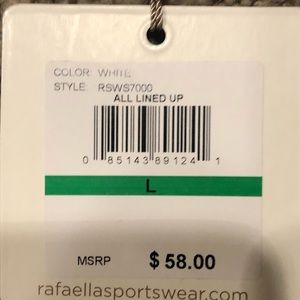 COLOR: WHITE
STYLE: RSWS7000
ALL LINED UP
0 85143 89124 1
L
MSRP $ 58.00
rafaellasportswear.com